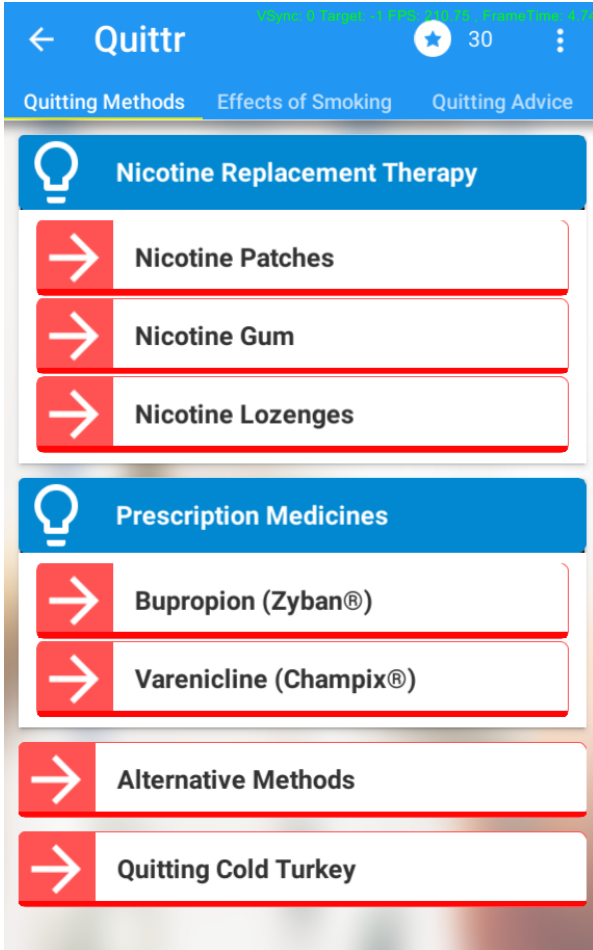 VSync: 0 Target: -1 FPS: 210.75 , FrameTime: 4.74
Quittr
30
Quitting Methods Effects of Smoking Quitting Advice
Nicotine Replacement Therapy
Nicotine Patches
Nicotine Gum
Nicotine Lozenges
Prescription Medicines
Bupropion (Zyban®)
Varenicline (Champix®)
Alternative Methods
Quitting Cold Turkey